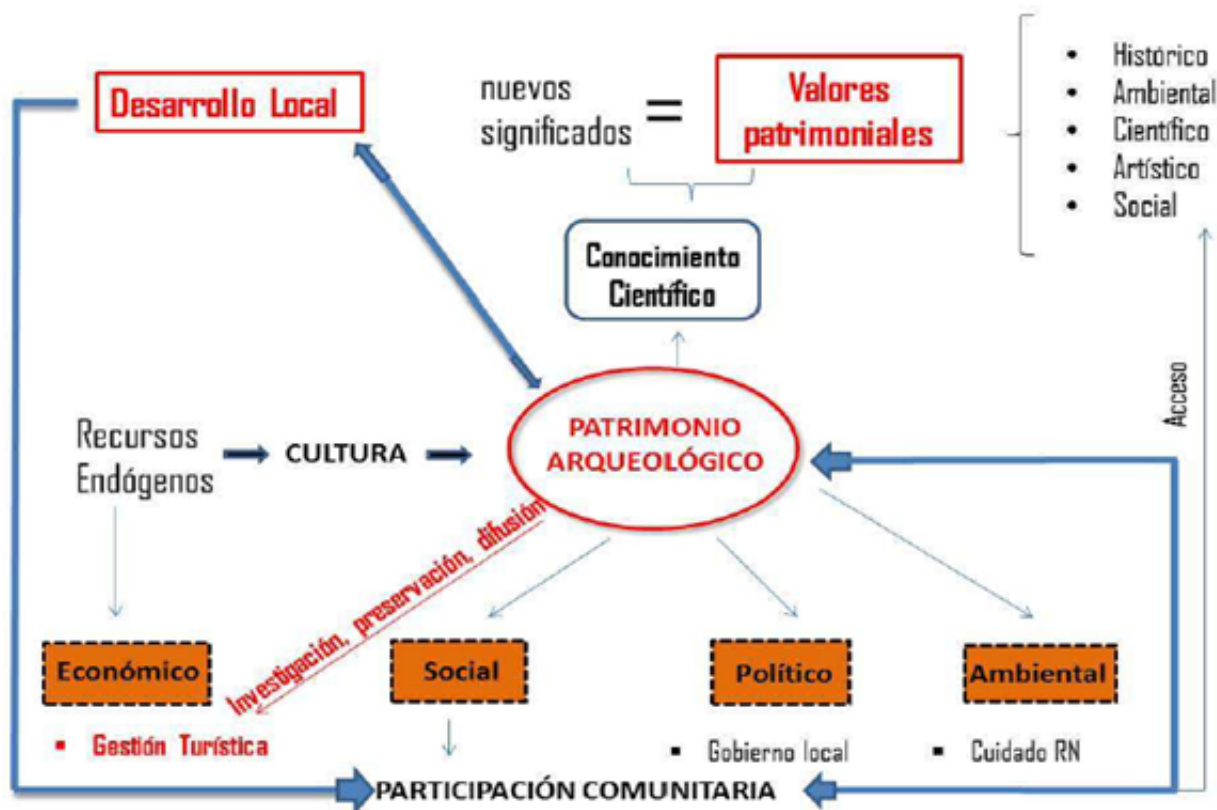 Desarrollo Local
nuevos
significados
=
Valores
patrimoniales
• Histórico
• Ambiental
• Científico
• Artístico
• Social
Conocimiento
Científico
Acceso
Recursos
Endógenos
CULTURA
PATRIMONIO
ARQUEOLÓGICO
Investigación, preservación, difusión
Económico
Social
Político
Ambiental
▪ Gestión Turística
▪ Gobierno local
▪ Cuidado RN
PARTICIPACIÓN COMUNITARIA